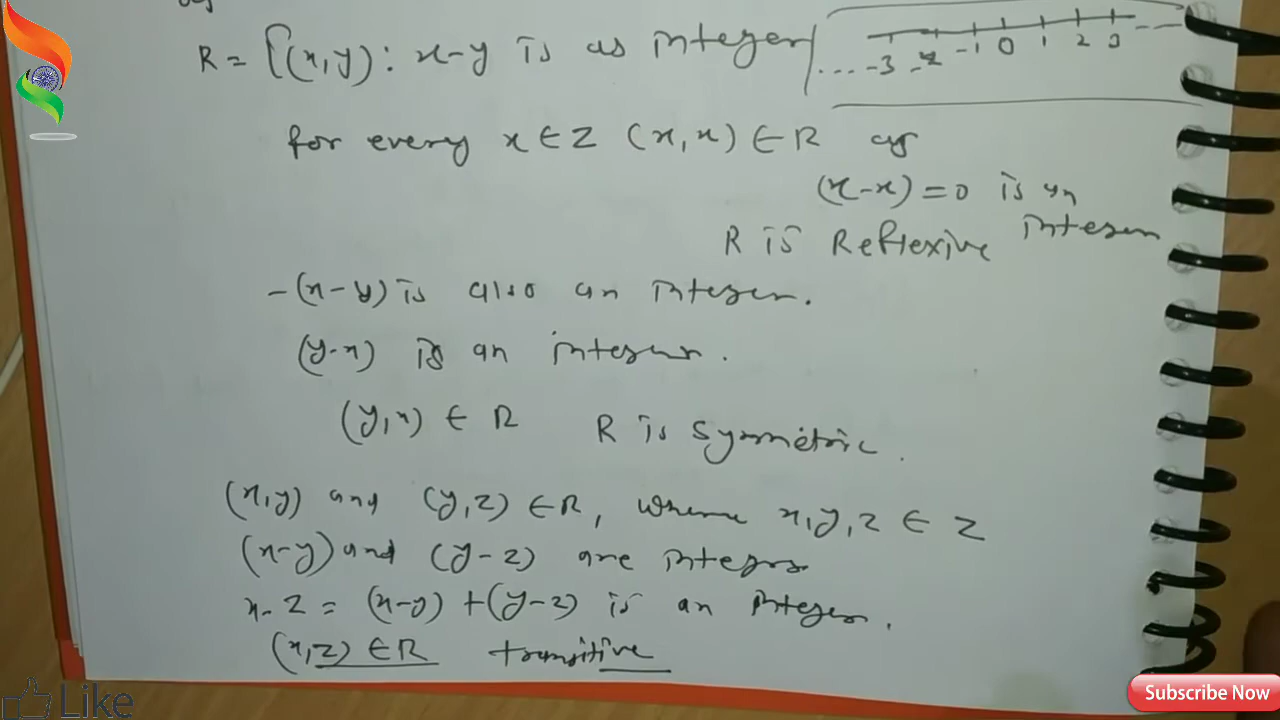 R = {(x,y): x-y is as integer} ....-3 -2 -1 0 1 2 3 ---
for every x ∈ Z (x,x) ∈ R as
(x-x) = 0 is an integer
R is Reflexive
-(x-y) is also an integer.
(y-x) is an integer.
(y,x) ∈ R R is symmetric.
(x,y) and (y,z) ∈ R, where x,y,z ∈ Z
(x-y) and (y-z) are integers
x-z = (x-y) + (y-z) is an integer.
(x,z) ∈ R transitive
Like
Subscribe Now